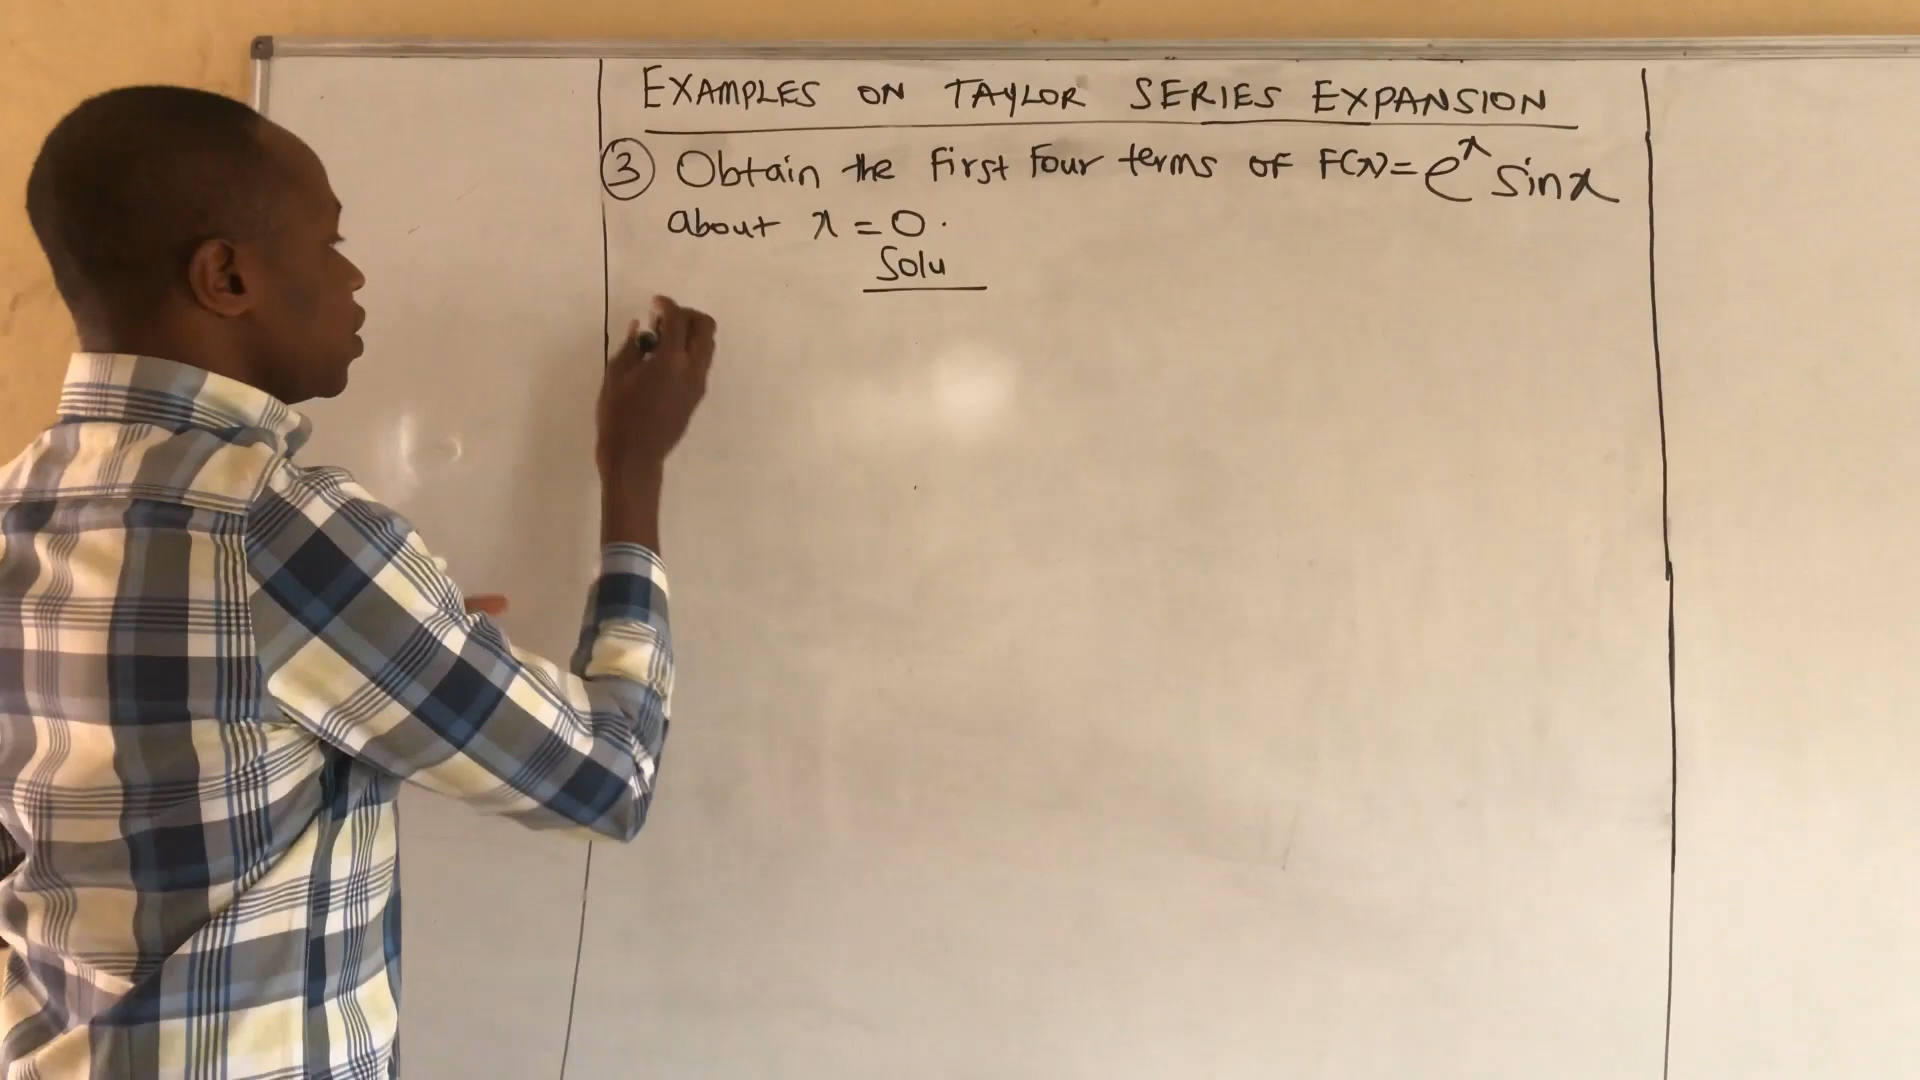 EXAMPLES ON TAYLOR SERIES EXPANSION
③ Obtain the First Four terms of F(x)=e^x sinx
about x = 0.
Solu